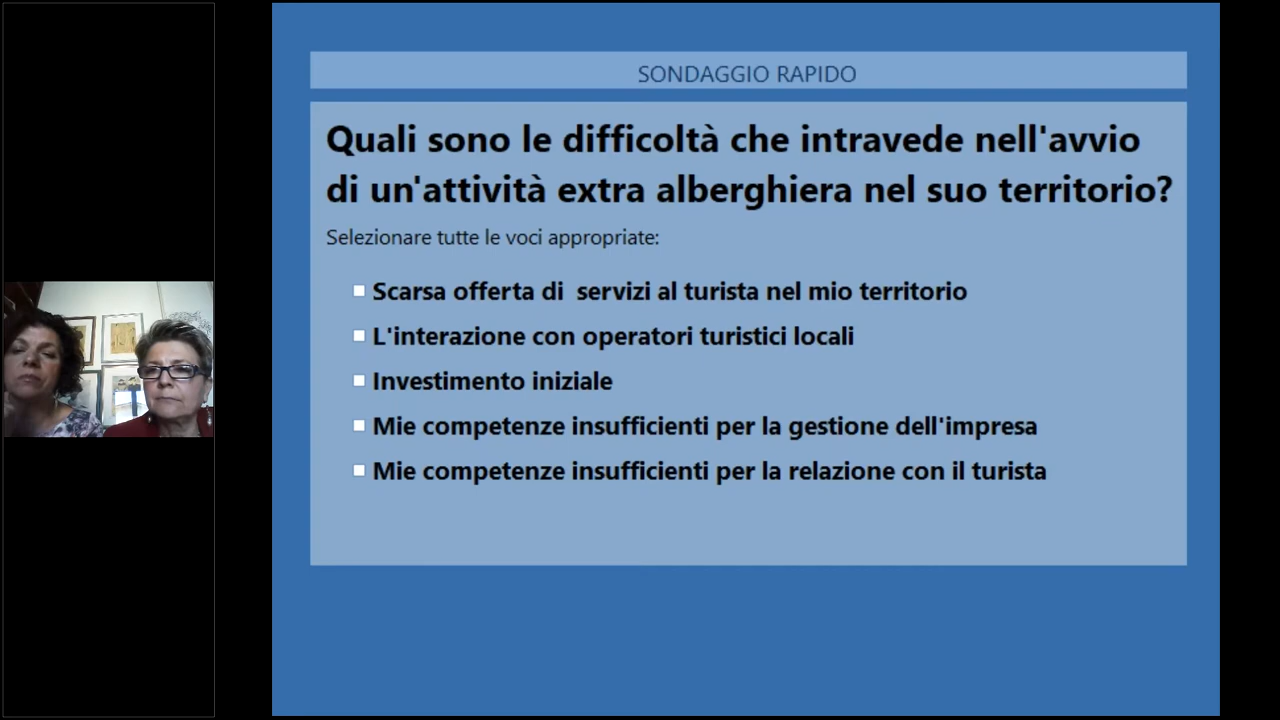 SONDAGGIO RAPIDO
Quali sono le difficoltà che intravede nell'avvio
di un'attività extra alberghiera nel suo territorio?
Selezionare tutte le voci appropriate:
Scarsa offerta di  servizi al turista nel mio territorio
L'interazione con operatori turistici locali
Investimento iniziale
Mie competenze insufficienti per la gestione dell'impresa
Mie competenze insufficienti per la relazione con il turista